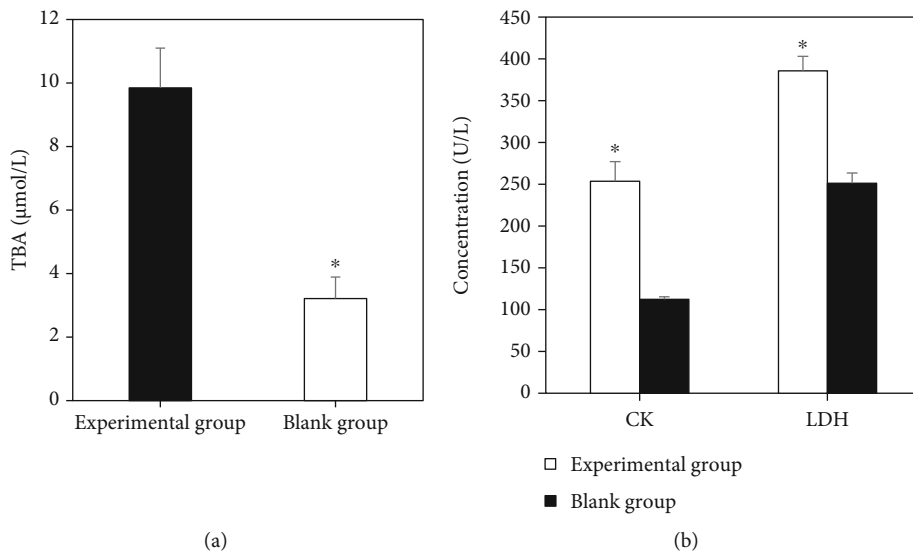 12
10
8
6
4
2
0
TBA (μmol/L)
*
Experimental group
Blank group
(a)
450
400
350
300
250
200
150
100
50
0
Concentration (U/L)
*
*
CK
LDH
Experimental group
Blank group
(b)